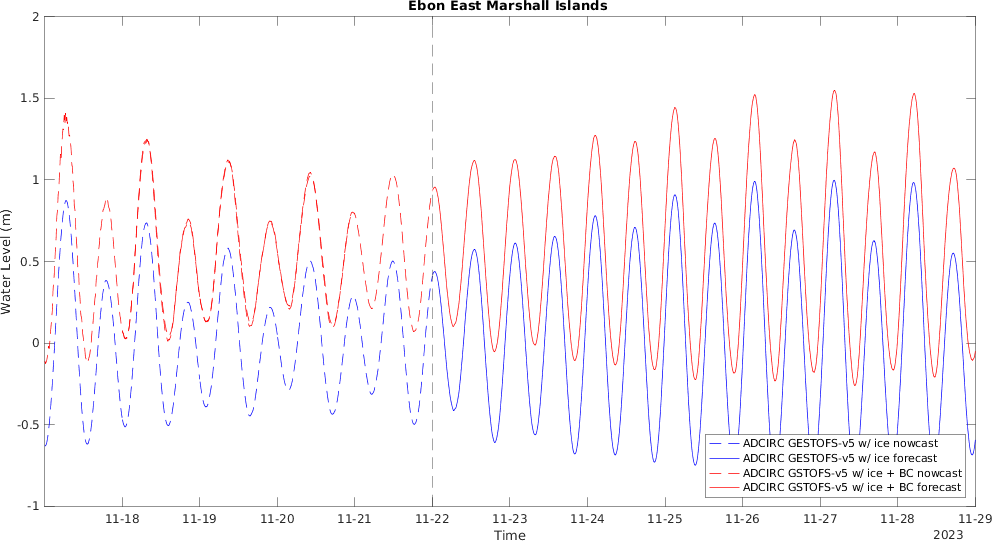 Ebon East Marshall Islands
Water Level (m)
2
1.5
1
0.5
0
-0.5
-1
ADCIRC GESTOFS-v5 w/ ice nowcast
ADCIRC GESTOFS-v5 w/ ice forecast
ADCIRC GSTOFS-v5 w/ ice + BC nowcast
ADCIRC GSTOFS-v5 w/ ice + BC forecast
11-18 11-19 11-20 11-21 11-22 11-23 11-24 11-25 11-26 11-27 11-28 11-29
Time
2023